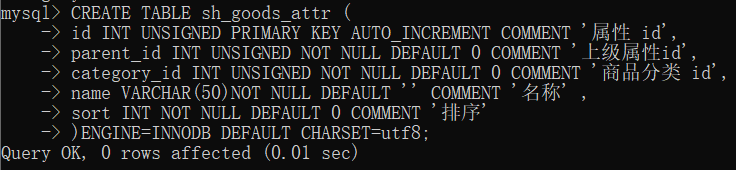 mysql> CREATE TABLE sh_goods_attr (
    -> id INT UNSIGNED PRIMARY KEY AUTO_INCREMENT COMMENT '属性 id',
    -> parent_id INT UNSIGNED NOT NULL DEFAULT 0 COMMENT '上级属性id',
    -> category_id INT UNSIGNED NOT NULL DEFAULT 0 COMMENT '商品分类 id',
    -> name VARCHAR(50)NOT NULL DEFAULT '' COMMENT '名称' ,
    -> sort INT NOT NULL DEFAULT 0 COMMENT '排序'
    -> )ENGINE=INNODB DEFAULT CHARSET=utf8;
Query OK, 0 rows affected (0.01 sec)